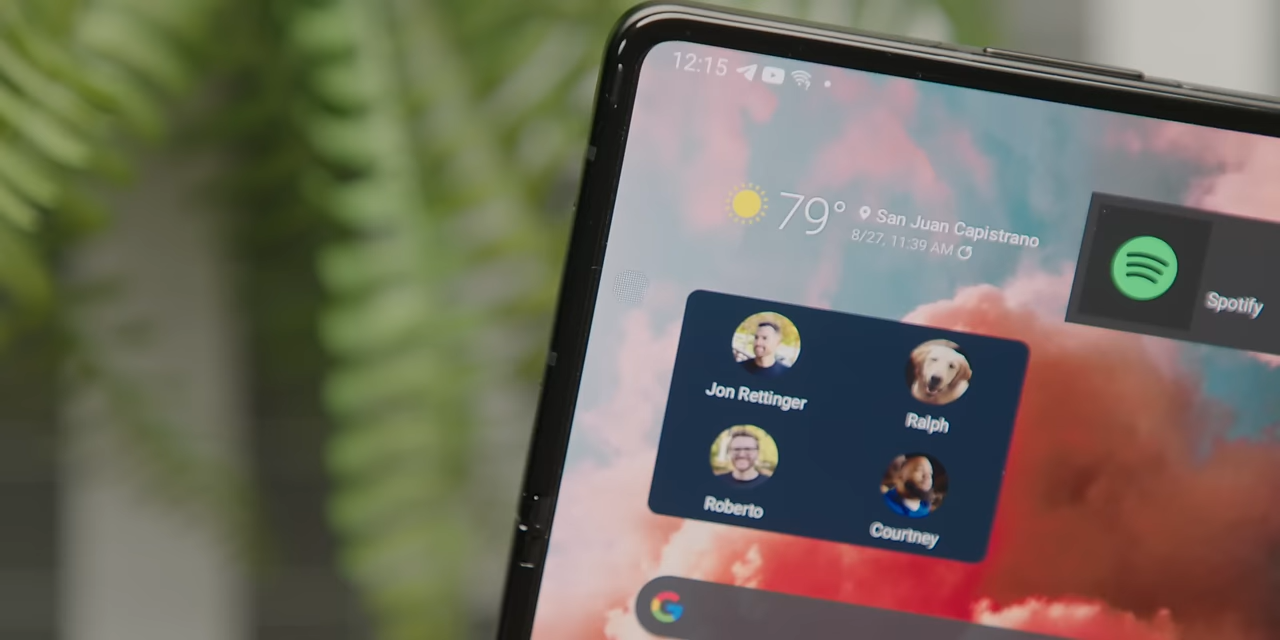 12:15
79° San Juan Capistrano
8/27, 11:39 AM
Spotify
Jon Rettinger
Ralph
Roberto
Courtney